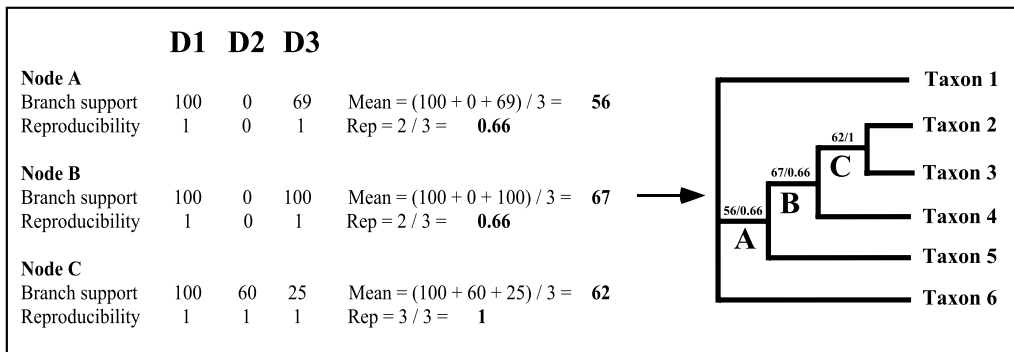 D1 D2 D3
Node A
Branch support 100 0 69 Mean = (100 + 0 + 69) / 3 = 56
Reproducibility 1 0 1 Rep = 2 / 3 = 0.66
Node B
Branch support 100 0 100 Mean = (100 + 0 + 100) / 3 = 67
Reproducibility 1 0 1 Rep = 2 / 3 = 0.66
Node C
Branch support 100 60 25 Mean = (100 + 60 + 25) / 3 = 62
Reproducibility 1 1 1 Rep = 3 / 3 = 1
Taxon 1
Taxon 2
62/1
C
Taxon 3
67/0.66
B
Taxon 4
56/0.66
A
Taxon 5
Taxon 6